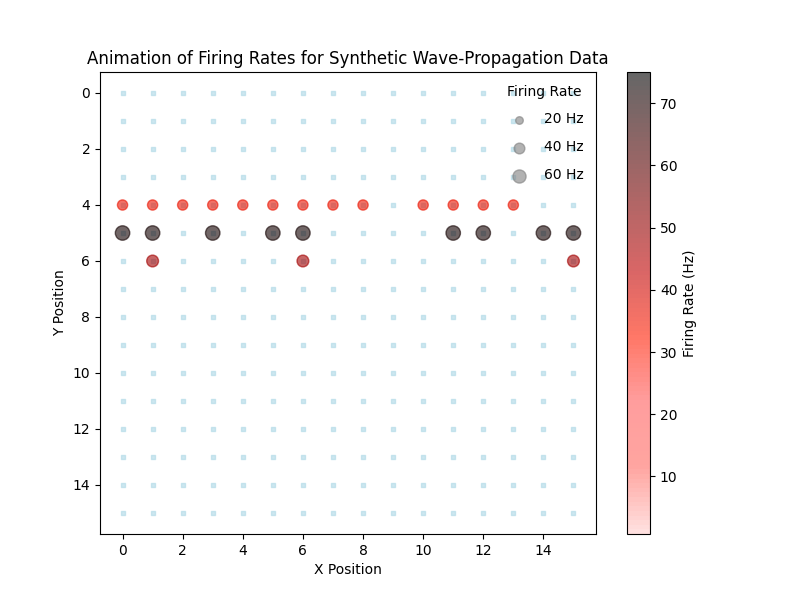 Animation of Firing Rates for Synthetic Wave-Propagation Data
Firing Rate
20 Hz
40 Hz
60 Hz
0
2
4
6
8
10
12
14
Y Position
0
2
4
6
8
10
12
14
X Position
70
60
50
40
30
20
10
Firing Rate (Hz)